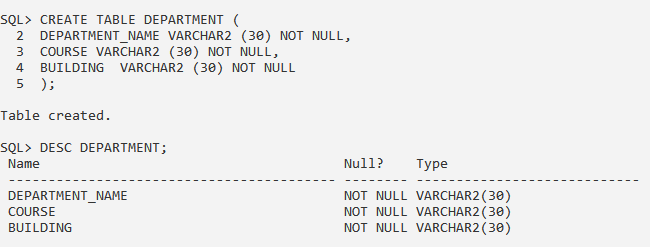 SQL> CREATE TABLE DEPARTMENT (
  2  DEPARTMENT_NAME VARCHAR2 (30) NOT NULL,
  3  COURSE VARCHAR2 (30) NOT NULL,
  4  BUILDING  VARCHAR2 (30) NOT NULL
  5  );
Table created.
SQL> DESC DEPARTMENT;
 Name                                      Null?    Type
 ----------------------------------------- -------- ----------------------------
 DEPARTMENT_NAME                           NOT NULL VARCHAR2(30)
 COURSE                                    NOT NULL VARCHAR2(30)
 BUILDING                                  NOT NULL VARCHAR2(30)